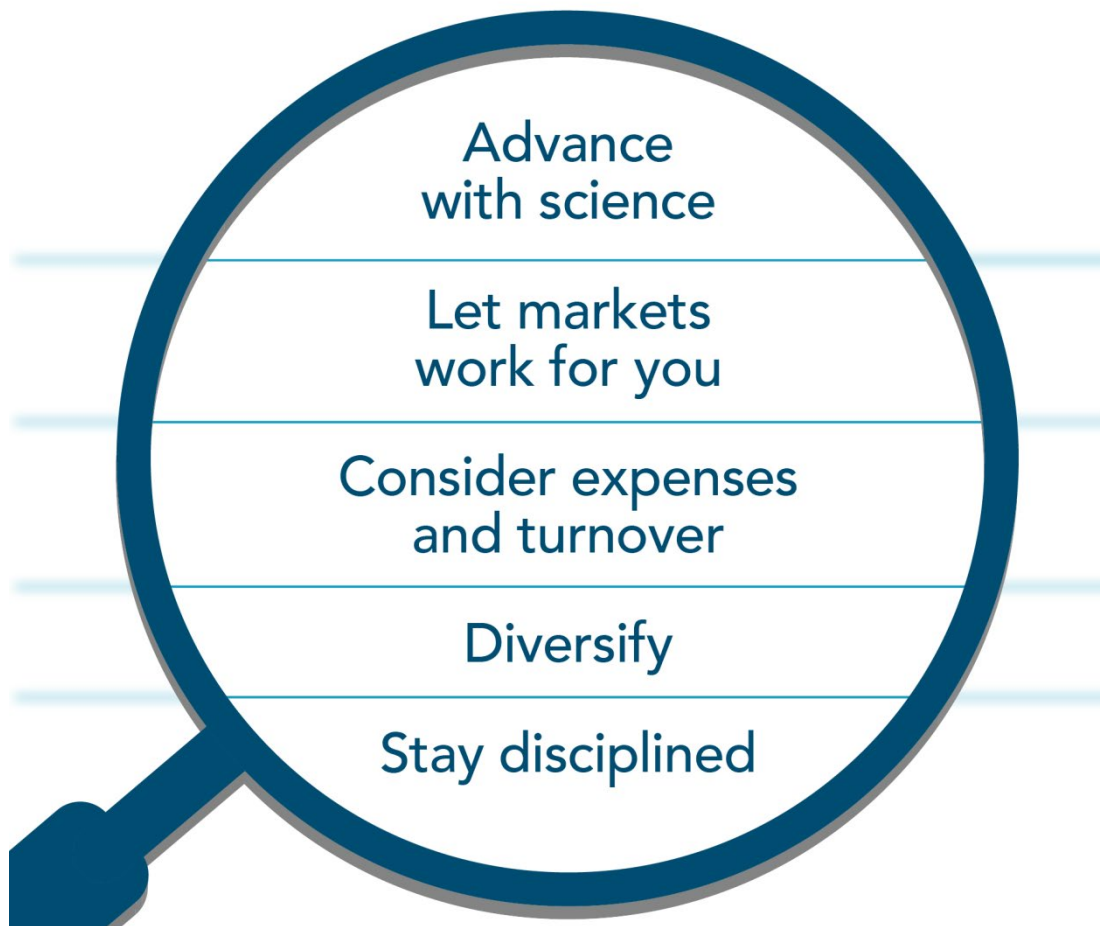 Advance
with science
Let markets
work for you
Consider expenses
and turnover
Diversify
Stay disciplined